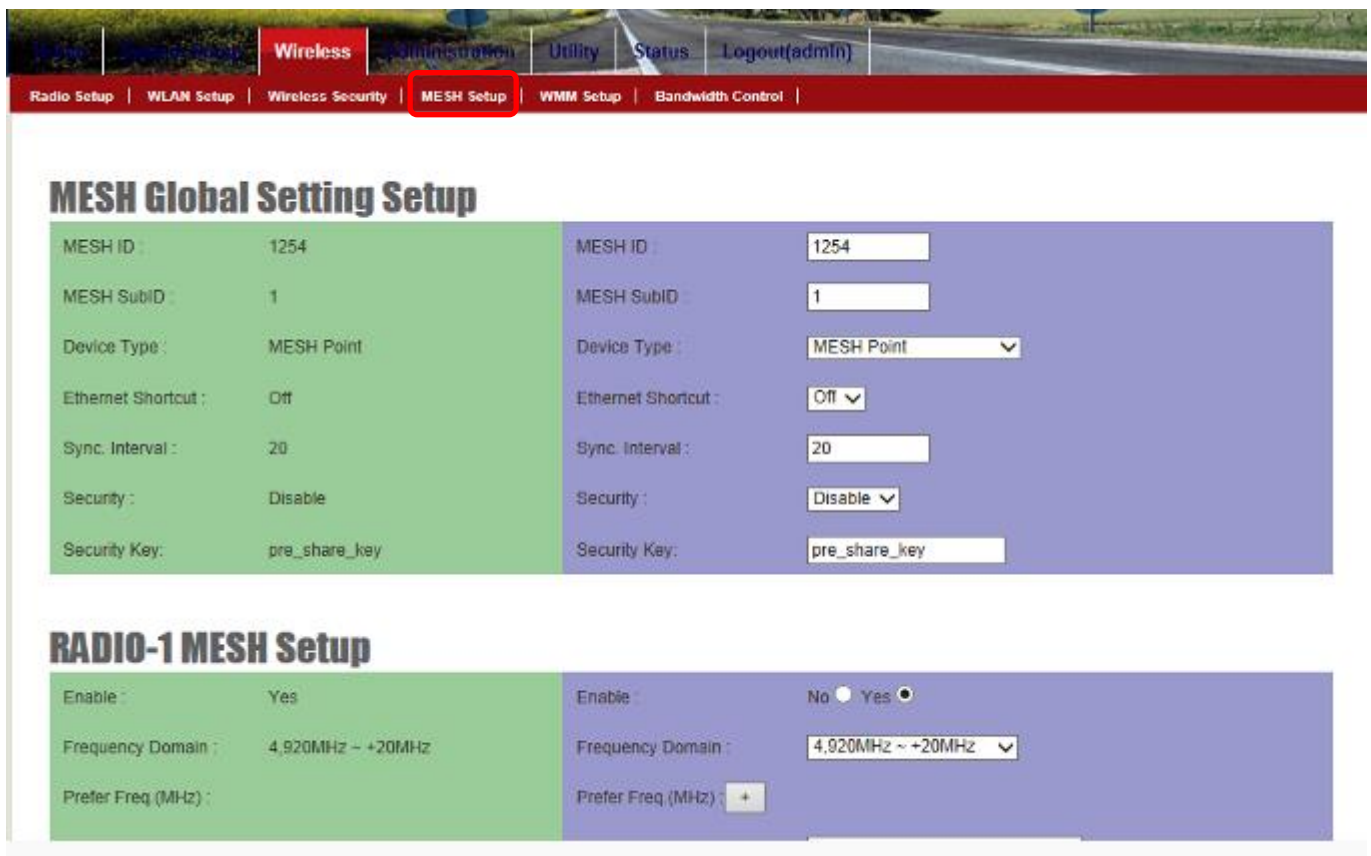 Wireless Administration Utility Status Logout(admin)
Radio Setup | WLAN Setup | Wireless Security | MESH Setup | WMM Setup | Bandwidth Control |
MESH Global Setting Setup
MESH ID : 1254 MESH ID : 1254
MESH SubID : 1 MESH SubID : 1
Device Type : MESH Point Device Type : MESH Point
Ethernet Shortcut : Off Ethernet Shortcut : Off
Sync. Interval : 20 Sync. Interval : 20
Security : Disable Security : Disable
Security Key: pre_share_key Security Key: pre_share_key
RADIO-1 MESH Setup
Enable : Yes Enable : No Yes
Frequency Domain : 4,920MHz ~ +20MHz Frequency Domain : 4,920MHz ~ +20MHz
Prefer Freq.(MHz) : Prefer Freq.(MHz) : +